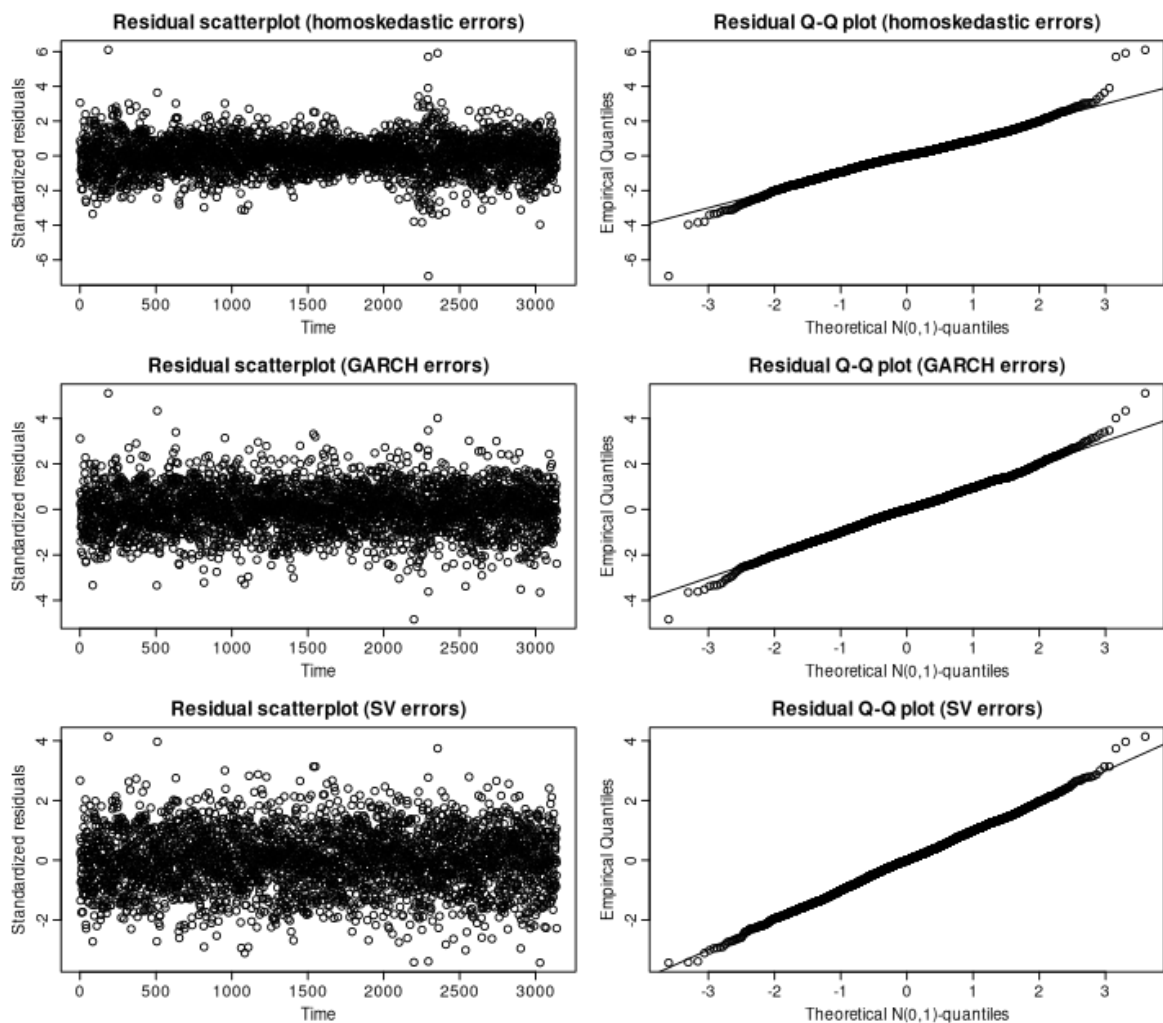 Residual scatterplot (homoskedastic errors)
Standardized residuals
6
4
2
0
-2
-4
-6
0 500 1000 1500 2000 2500 3000
Time
Residual Q-Q plot (homoskedastic errors)
Empirical Quantiles
6
4
2
0
-2
-4
-6
-3 -2 -1 0 1 2 3
Theoretical N(0,1)-quantiles
Residual scatterplot (GARCH errors)
Standardized residuals
4
2
0
-2
-4
0 500 1000 1500 2000 2500 3000
Time
Residual Q-Q plot (GARCH errors)
Empirical Quantiles
4
2
0
-2
-4
-3 -2 -1 0 1 2 3
Theoretical N(0,1)-quantiles
Residual scatterplot (SV errors)
Standardized residuals
4
2
0
-2
0 500 1000 1500 2000 2500 3000
Time
Residual Q-Q plot (SV errors)
Empirical Quantiles
4
2
0
-2
-3 -2 -1 0 1 2 3
Theoretical N(0,1)-quantiles